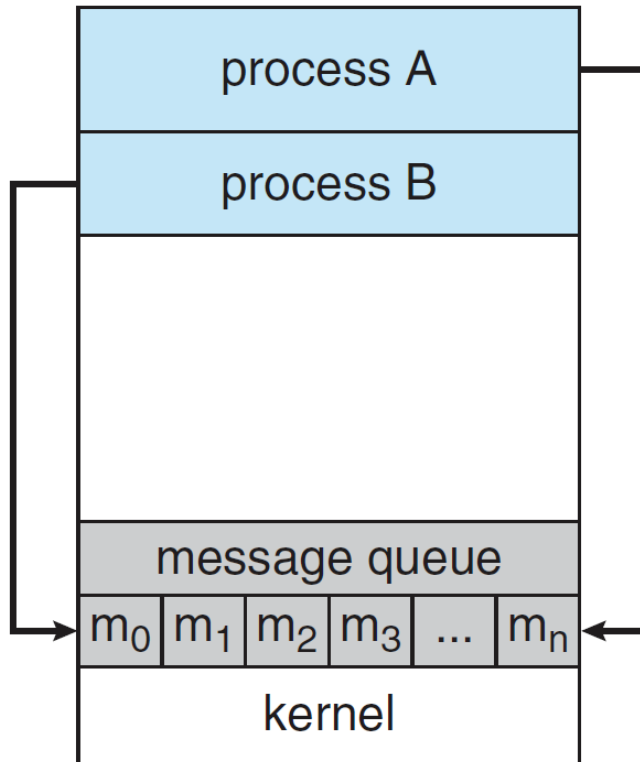 process A
process B
message queue
m₀ m₁ m₂ m₃ ... mₙ
kernel